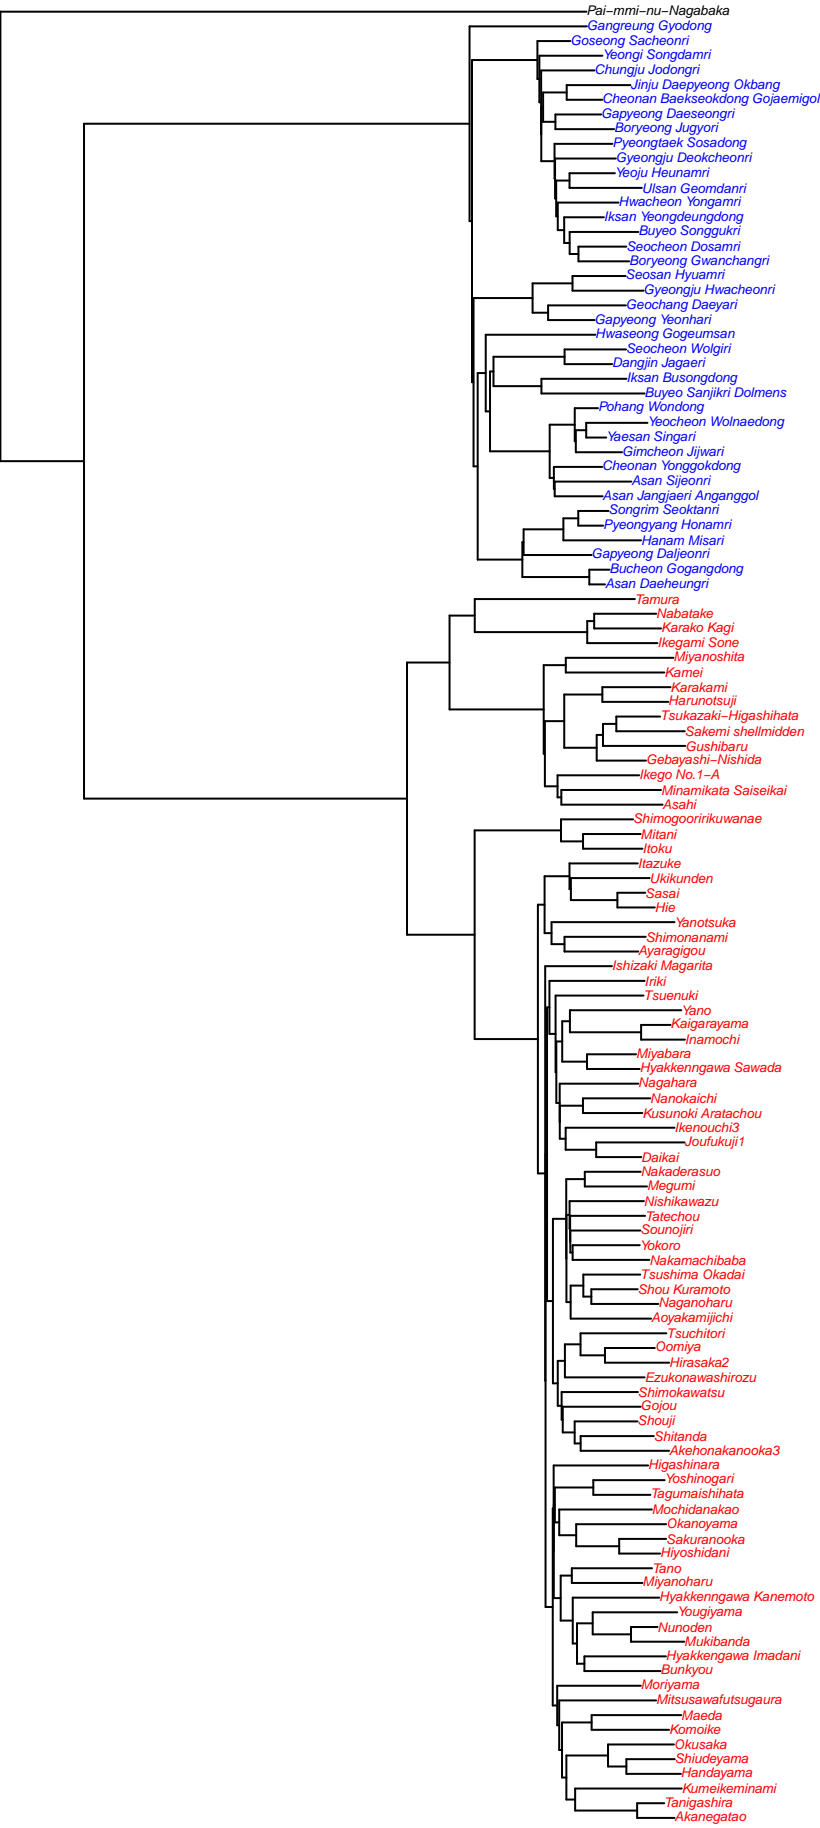 Pai−mmi−nu−Nagabaka
Gangreung Gyodong
Goseong Sacheonri
Yeongi Songdamri
Chungju Jodongri
Jinju Daepyeong Okbang
Cheonan Baekseokdong Gojaemigol
Gapyeong Daeseongri
Boryeong Jugyori
Pyeongtaek Sosadong
Gyeongju Deokcheonri
Yeoju Heunamri
Ulsan Geomdanri
Hwacheon Yongamri
Iksan Yeongdeungdong
Buyeo Songgukri
Seocheon Dosamri
Boryeong Gwanchangri
Seosan Hyuamri
Gyeongju Hwacheonri
Geochang Daeyari
Gapyeong Yeonhari
Hwaseong Gogeumsan
Seocheon Wolgiri
Dangjin Jagaeri
Iksan Busongdong
Buyeo Sanjikri Dolmens
Pohang Wondong
Yeocheon Wolnaedong
Yaesan Singari
Gimcheon Jijwari
Cheonan Yonggokdong
Asan Sijeonri
Asan Jangjaeri Anganggol
Songrim Seoktanri
Pyeongyang Honamri
Hanam Misari
Gapyeong Daljeonri
Bucheon Gogangdong
Asan Daeheungri
Tamura
Nabatake
Karako Kagi
Ikegami Sone
Miyanoshita
Kamei
Karakami
Harunotsuji
Tsukazaki−Higashihata
Sakemi shellmidden
Gushibaru
Gebayashi−Nishida
Ikego No.1−A
Minamikata Saiseikai
Asahi
Shimogooririkuwanae
Mitani
Itoku
Itazuke
Ukikunden
Sasai
Hie
Yanotsuka
Shimonanami
Ayaragigou
Ishizaki Magarita
Iriki
Tsuenuki
Yano
Kaigarayama
Inamochi
Miyabara
Hyakkenngawa Sawada
Nagahara
Nanokaichi
Kusunoki Aratachou
Ikenouchi3
Joufukuji1
Daikai
Nakaderasuo
Megumi
Nishikawazu
Tatechou
Sounojiri
Yokoro
Nakamachibaba
Tsushima Okadai
Shou Kuramoto
Naganoharu
Aoyakamijichi
Tsuchitori
Oomiya
Hirasaka2
Ezukonawashirozu
Shimokawatsu
Gojou
Shouji
Shitanda
Akehonakanooka3
Higashinara
Yoshinogari
Tagumaishihata
Mochidanakao
Okanoyama
Sakuranooka
Hiyoshidani
Tano
Miyanoharu
Hyakkenngawa Kanemoto
Yougiyama
Nunoden
Mukibanda
Hyakkengawa Imadani
Bunkyou
Moriyama
Mitsusawafutsugaura
Maeda
Komoike
Okusaka
Shiudeyama
Handayama
Kumeikeminami
Tanigashira
Akanegatao